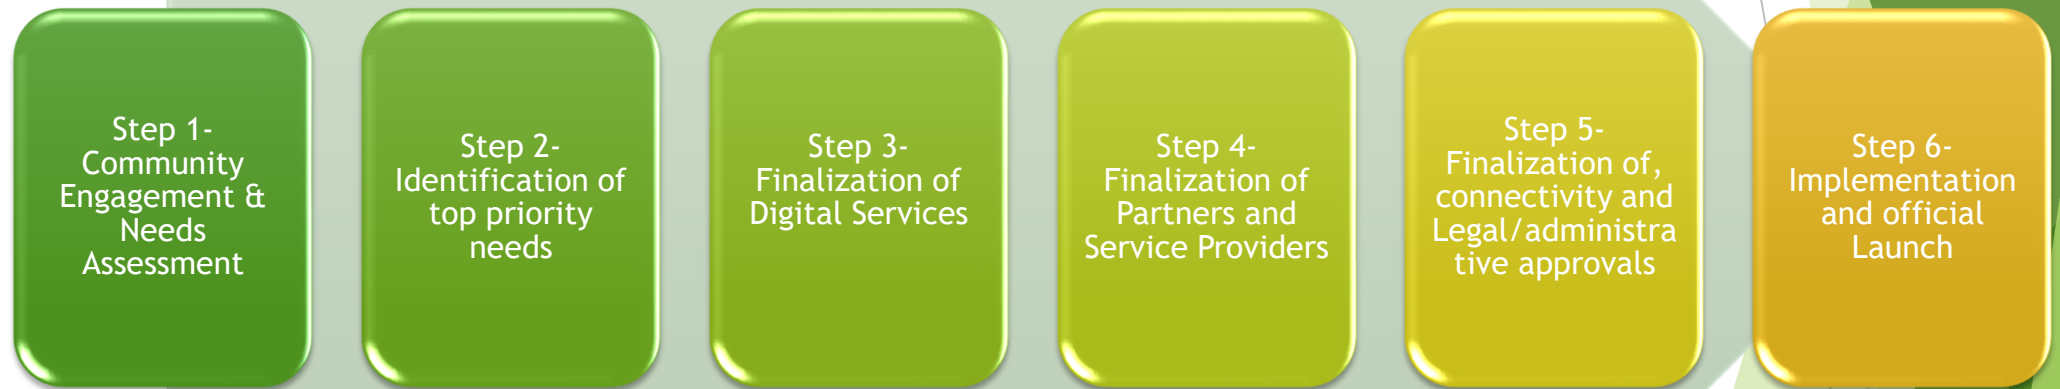 Step 1-
Community
Engagement &
Needs
Assessment
Step 2-
Identification of
top priority
needs
Step 3-
Finalization of
Digital Services
Step 4-
Finalization of
Partners and
Service Providers
Step 5-
Finalization of,
connectivity and
Legal/administra
tive approvals
Step 6-
Implementation
and official
Launch